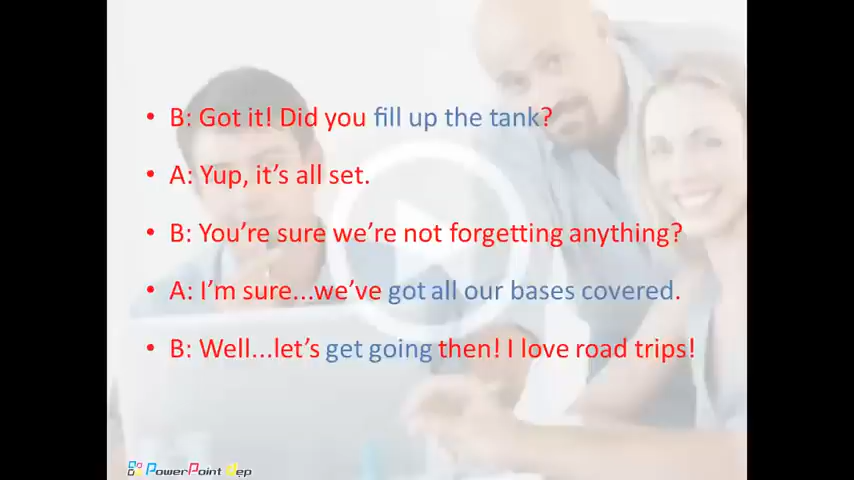 • B: Got it! Did you fill up the tank?
• A: Yup, it's all set.
• B: You're sure we're not forgetting anything?
• A: I'm sure...we've got all our bases covered.
• B: Well...let's get going then! I love road trips!
PowerPoint Dep